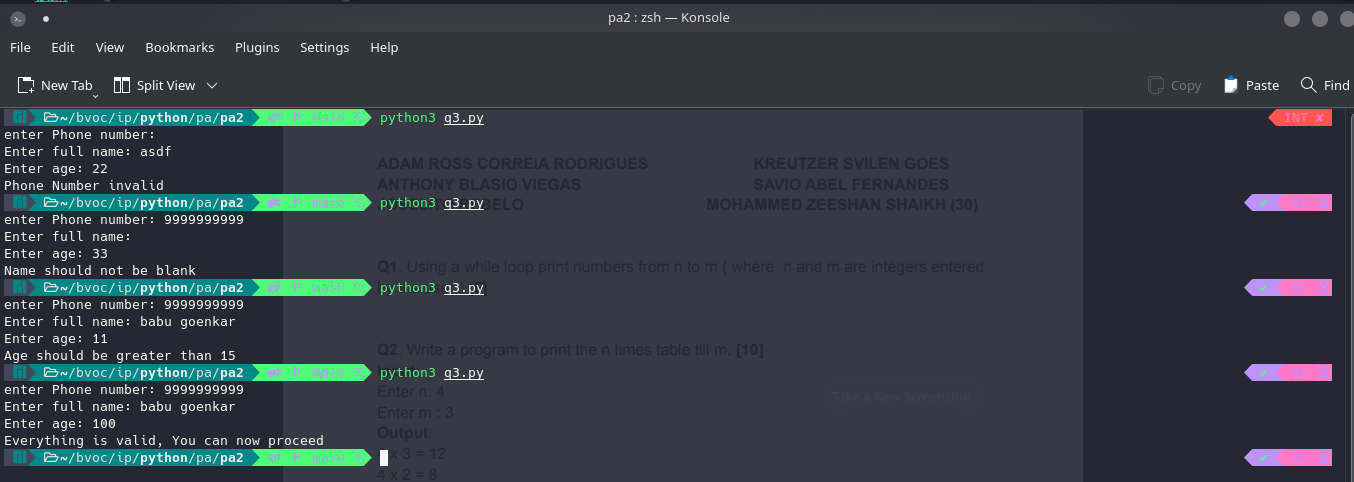 pa2 : zsh — Konsole
File Edit View Bookmarks Plugins Settings Help
New Tab Split View Copy Paste Find
~/bvoc/ip/python/pa/pa2 main python3 q3.py INT ✘
enter Phone number:
ADAM ROSS CORREIA RODRIGUES KREUTZER SVILEN GOES
Enter full name: asdf
Enter age: 22
ANTHONY BLASIO VIEGAS SAVIO ABEL FERNANDES
Phone Number invalid
~/bvoc/ip/python/pa/pa2 main python3 q3.py ✔
MOHAMMED ZEESHAN SHAIKH (30)
enter Phone number: 9999999999
Enter full name:
Enter age: 33
Q1. Using a while loop print numbers from n to m ( where n and m are integers entered
Name should not be blank
~/bvoc/ip/python/pa/pa2 main python3 q3.py ✔
enter Phone number: 9999999999
Enter full name: babu goenkar
Enter age: 11
Q2. Write a program to print the n times table till m. [10]
Age should be greater than 15
~/bvoc/ip/python/pa/pa2 main python3 q3.py ✔
enter Phone number: 9999999999
Enter n: 4
Take a New Screenshot
Enter full name: babu goenkar
Enter m : 3
Enter age: 100
Output:
Everything is valid, You can now proceed
~/bvoc/ip/python/pa/pa2 main ✔
x 3 = 12
4 x 2 = 8